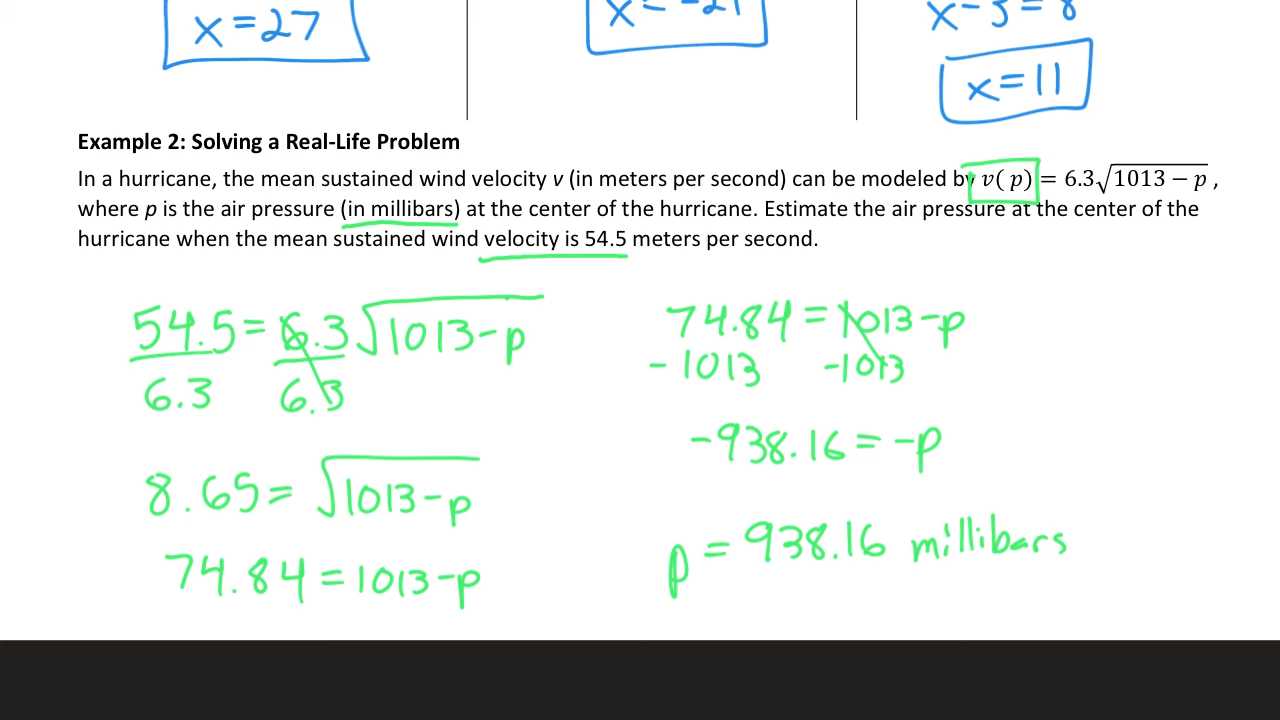 x=27
x=-21
x-3=8
x=11
Example 2: Solving a Real-Life Problem
In a hurricane, the mean sustained wind velocity v (in meters per second) can be modeled by v( p) = 6.3√1013 − p ,
where p is the air pressure (in millibars) at the center of the hurricane. Estimate the air pressure at the center of the
hurricane when the mean sustained wind velocity is 54.5 meters per second.
54.5 = 6.3√1013-p
6.3 6.3
8.65 = √1013-p
74.84 = 1013-p
74.84 = 1013-p
-1013 -1013
-938.16 = -p
p = 938.16 millibars